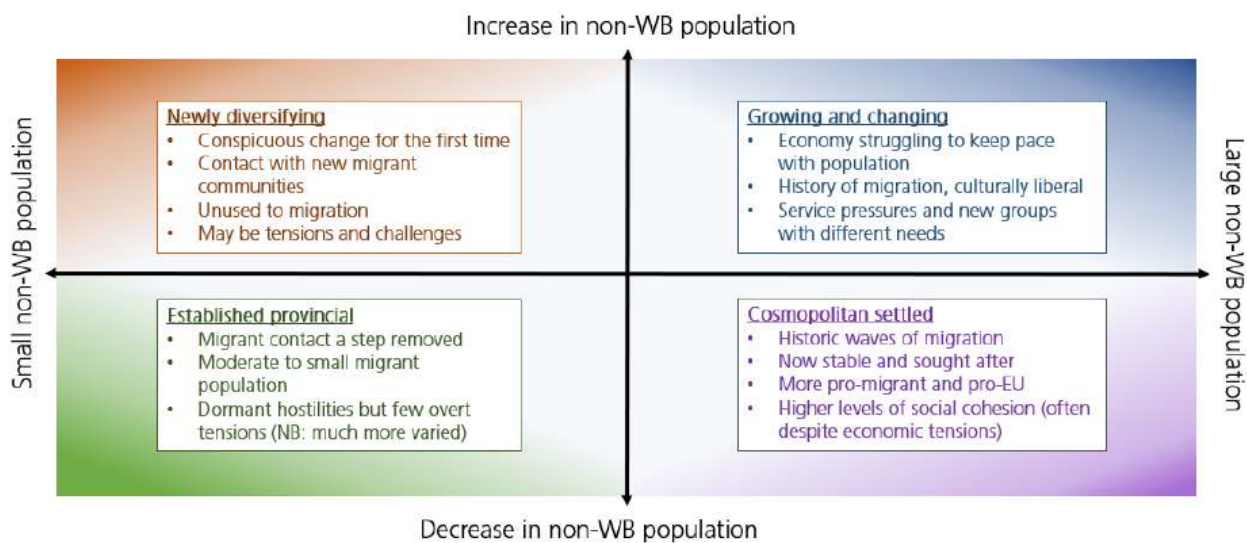 Increase in non-WB population
Small non-WB population
Newly diversifying
• Conspicuous change for the first time
• Contact with new migrant
communities
• Unused to migration
• May be tensions and challenges
Growing and changing
• Economy struggling to keep pace
with population
• History of migration, culturally liberal
• Service pressures and new groups
with different needs
Large non-WB population
Established provincial
• Migrant contact a step removed
• Moderate to small migrant
population
• Dormant hostilities but few overt
tensions (NB: much more varied)
Cosmopolitan settled
• Historic waves of migration
• Now stable and sought after
• More pro-migrant and pro-EU
• Higher levels of social cohesion (often
despite economic tensions)
Decrease in non-WB population